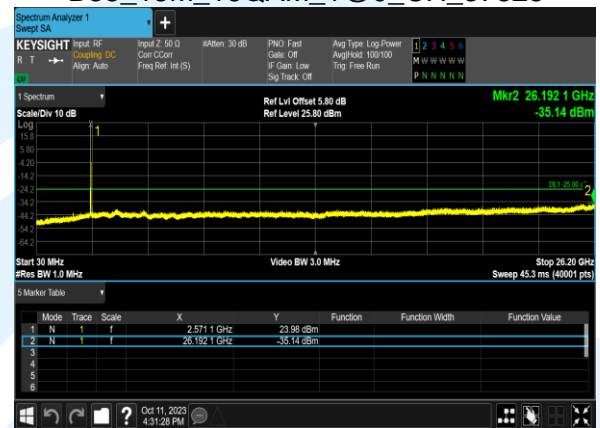 Spectrum Analyzer 1
Swept SA
+
KEYSIGHT Input: RF Input Z: 50 Ω #Atten: 30 dB PNO: Fast Avg Type: Log-Power 1 2 3 4 5 6
R T Coupling: DC Corr CCorr Gate: Off Avg|Hold: 100/100 M W W W W W
Align: Auto Freq Ref: Int (S) IF Gain: Low Trig: Free Run
Sig Track: Off P N N N N N
LXI
1 Spectrum Ref Lvl Offset 5.80 dB Mkr2 26.192 1 GHz
Scale/Div 10 dB Ref Level 25.80 dBm -35.14 dBm
Log
15.8 1
5.80
-4.20
-14.2
-24.2 DL1 -25.00 2
-34.2
-44.2
-54.2
-64.2
Start 30 MHz Video BW 3.0 MHz Stop 26.20 GHz
#Res BW 1.0 MHz Sweep 45.3 ms (40001 pts)
5 Marker Table
Mode Trace Scale X Y Function Function Width Function Value
1 N 1 f 2.571 1 GHz 23.98 dBm
2 N 1 f 26.192 1 GHz -35.14 dBm
3
4
5
6
? Oct 11, 2023
4:31:28 PM